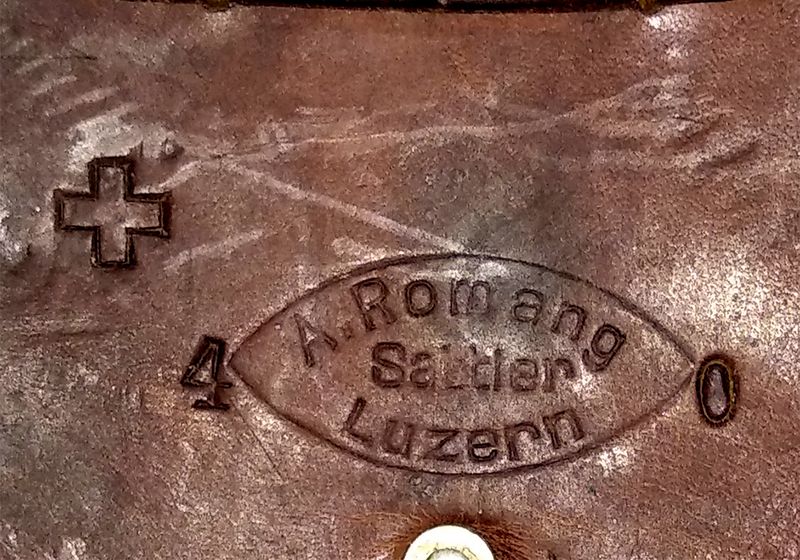 A. Romang
Sattler
4 0
Luzern